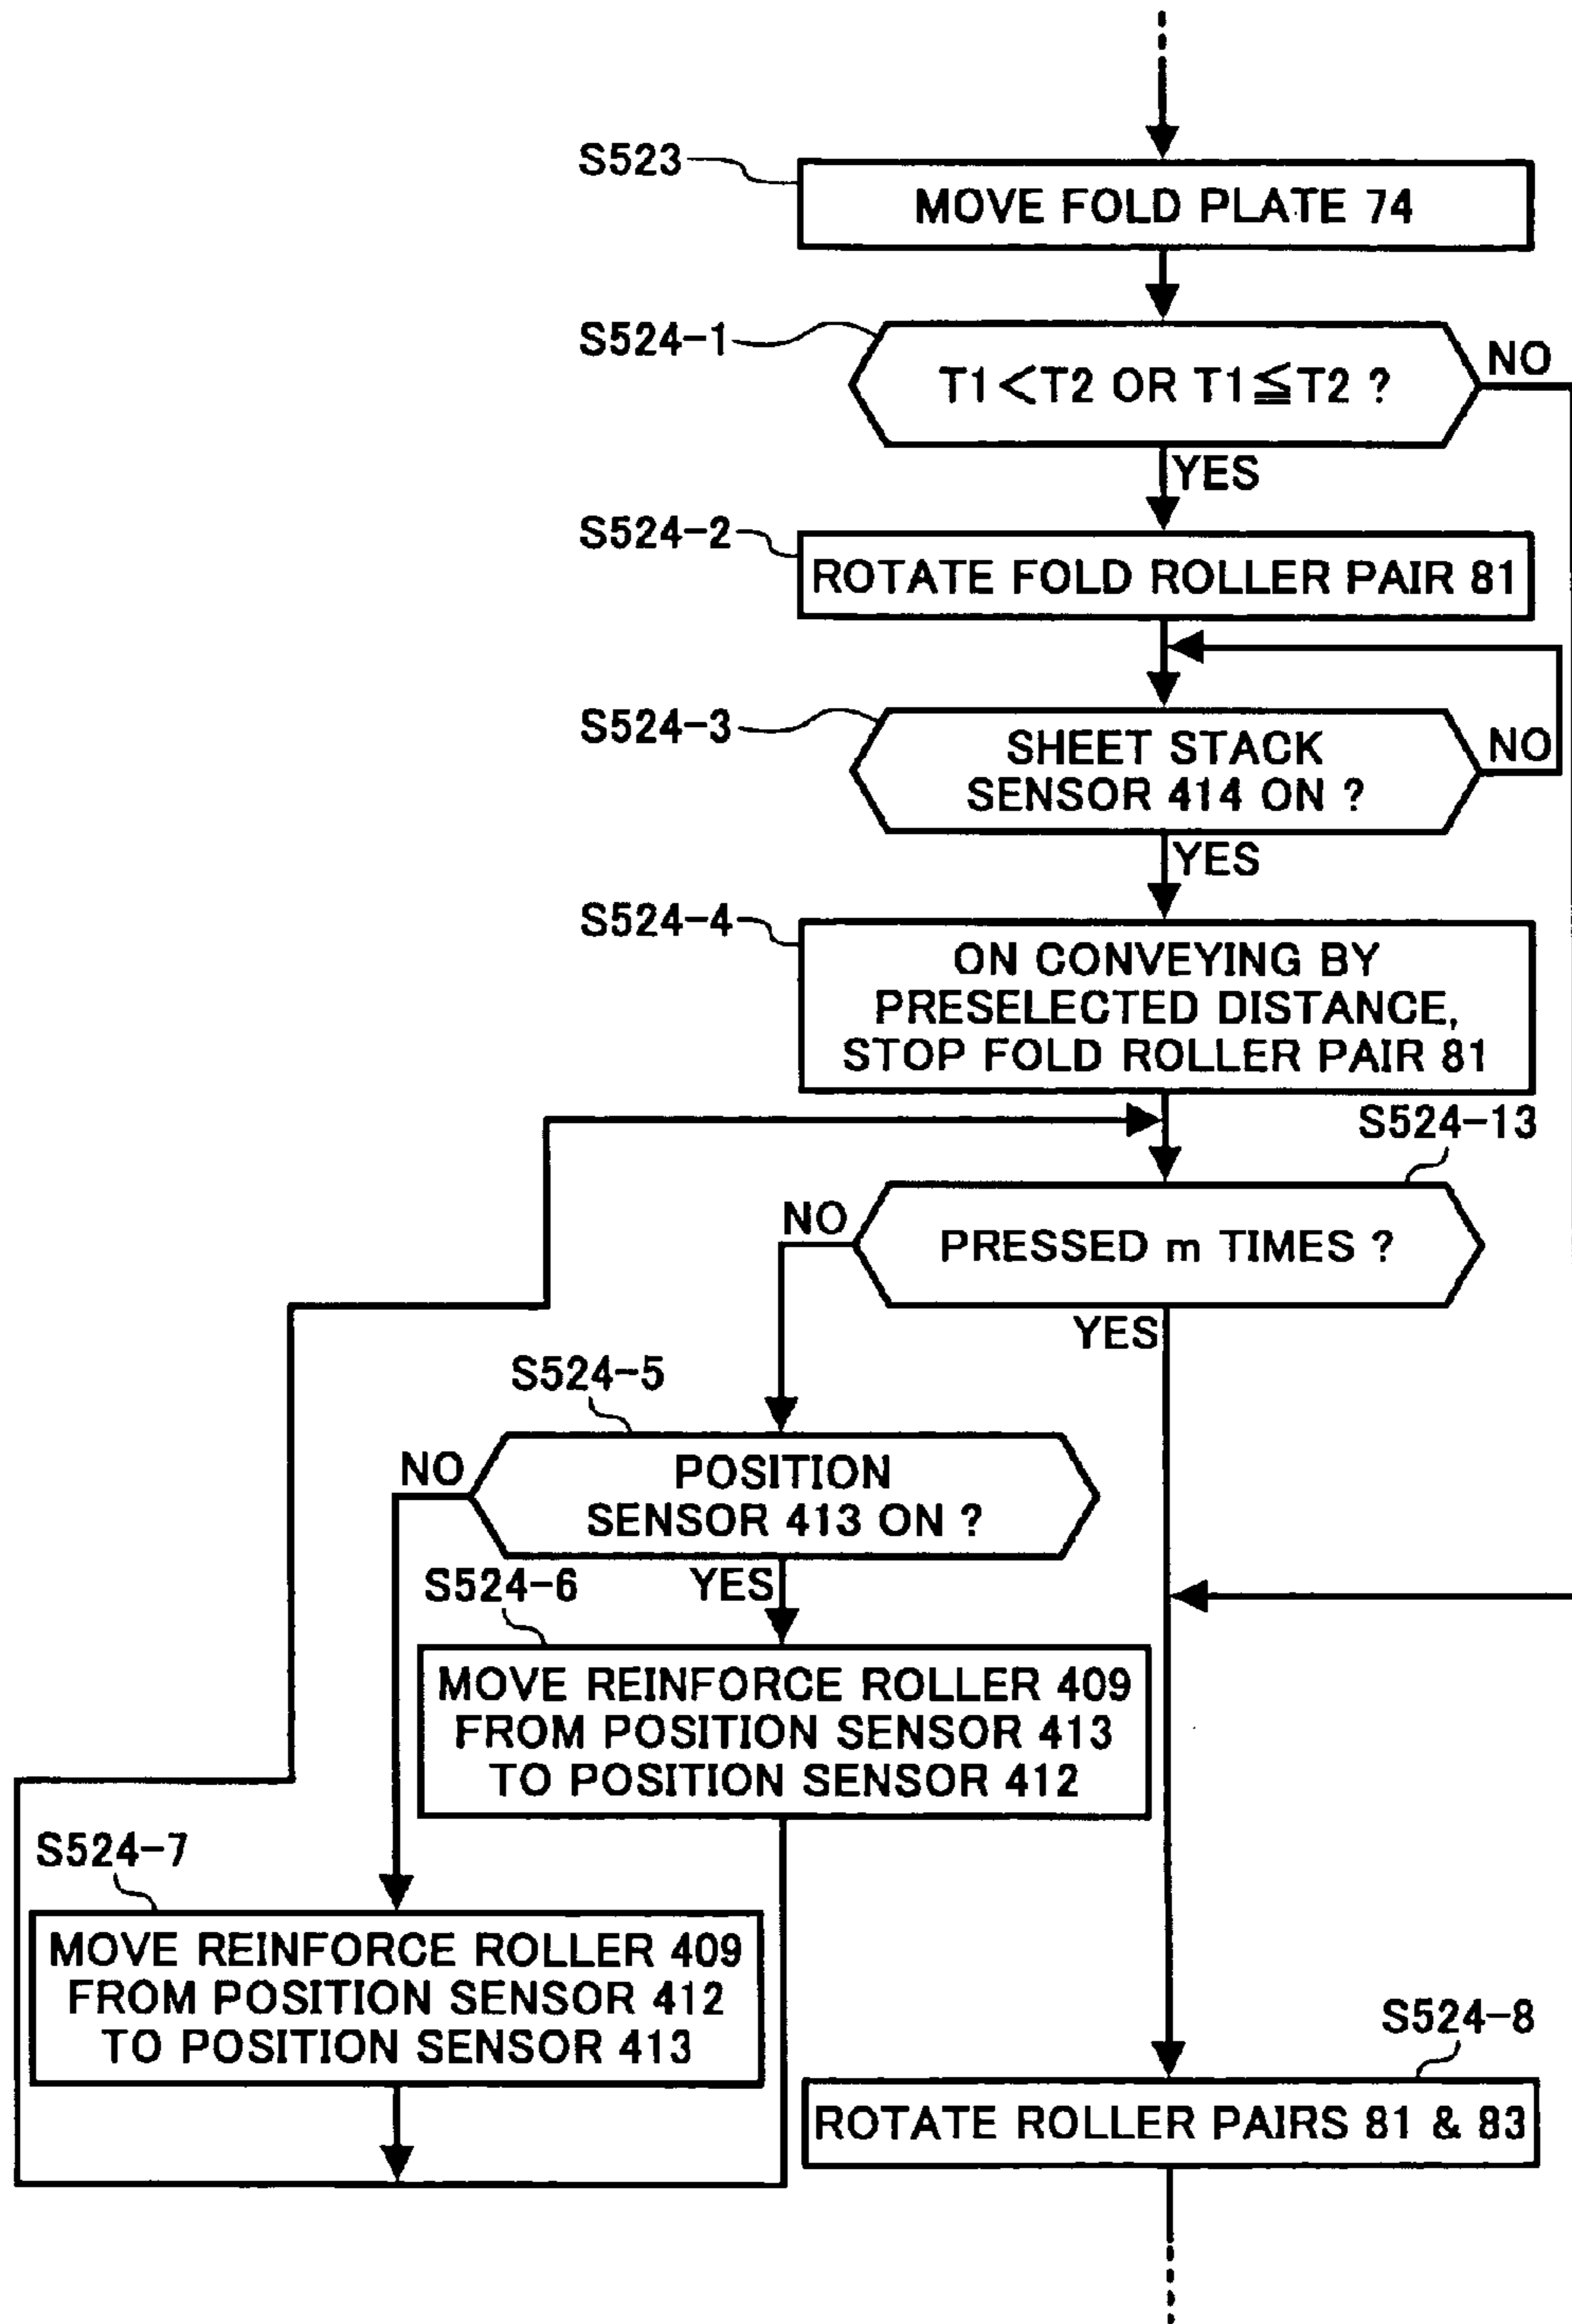 S523
MOVE FOLD PLATE 74
S524-1
T1<T2 OR T1≦T2 ?
NO
YES
S524-2
ROTATE FOLD ROLLER PAIR 81
S524-3
SHEET STACK
SENSOR 414 ON ?
NO
YES
S524-4
ON CONVEYING BY
PRESELECTED DISTANCE,
STOP FOLD ROLLER PAIR 81
S524-13
NO
PRESSED m TIMES ?
YES
S524-5
NO
POSITION
SENSOR 413 ON ?
S524-6
YES
MOVE REINFORCE ROLLER 409
FROM POSITION SENSOR 413
TO POSITION SENSOR 412
S524-7
MOVE REINFORCE ROLLER 409
FROM POSITION SENSOR 412
TO POSITION SENSOR 413
S524-8
ROTATE ROLLER PAIRS 81 & 83